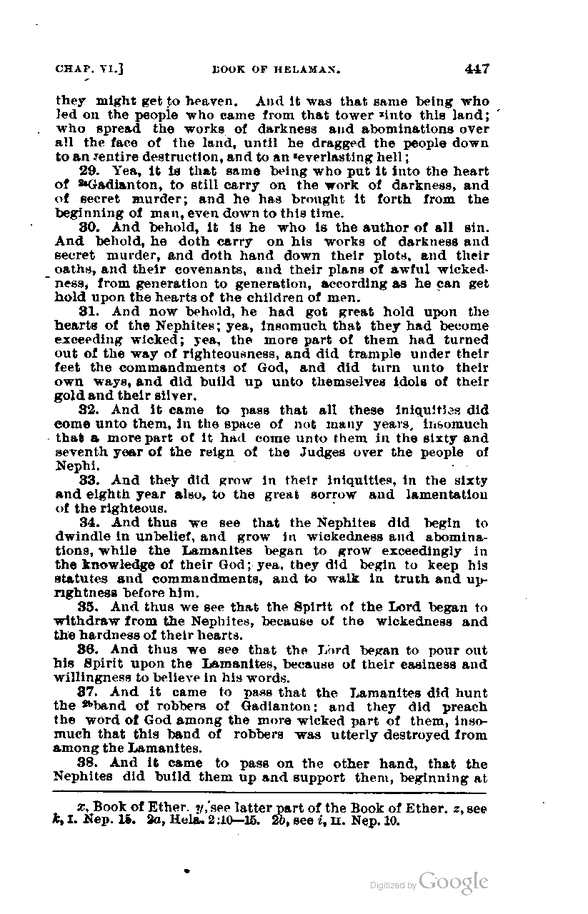 CHAP. VI.] BOOK OF HELAMAN. 447
they might get to heaven. And it was that same being who
led on the people who came from that tower ˣinto this land;
who spread the works of darkness and abominations over
all the face of the land, until he dragged the people down
to an ʸentire destruction, and to an ᶻeverlasting hell;
29. Yea, it is that same being who put it into the heart
of ²ᵃGadianton, to still carry on the work of darkness, and
of secret murder; and he has brought it forth from the
beginning of man, even down to this time.
30. And behold, it is he who is the author of all sin.
And behold, he doth carry on his works of darkness and
secret murder, and doth hand down their plots, and their
oaths, and their covenants, and their plans of awful wicked-
ness, from generation to generation, according as he can get
hold upon the hearts of the children of men.
31. And now behold, he had got great hold upon the
hearts of the Nephites; yea, insomuch that they had become
exceeding wicked; yea, the more part of them had turned
out of the way of righteousness, and did trample under their
feet the commandments of God, and did turn unto their
own ways, and did build up unto themselves idols of their
gold and their silver.
32. And it came to pass that all these iniquities did
come unto them, in the space of not many years, insomuch
that a more part of it had come unto them in the sixty and
seventh year of the reign of the Judges over the people of
Nephi.
33. And they did grow in their iniquities, in the sixty
and eighth year also, to the great sorrow and lamentation
of the righteous.
34. And thus we see that the Nephites did begin to
dwindle in unbelief, and grow in wickedness and abomina-
tions, while the Lamanites began to grow exceedingly in
the knowledge of their God; yea, they did begin to keep his
statutes and commandments, and to walk in truth and up-
rightness before him.
35. And thus we see that the Spirit of the Lord began to
withdraw from the Nephites, because of the wickedness and
the hardness of their hearts.
36. And thus we see that the Lord began to pour out
his Spirit upon the Lamanites, because of their easiness and
willingness to believe in his words.
37. And it came to pass that the Lamanites did hunt
the ²ᵇband of robbers of Gadianton; and they did preach
the word of God among the more wicked part of them, inso-
much that this band of robbers was utterly destroyed from
among the Lamanites.
38. And it came to pass on the other hand, that the
Nephites did build them up and support them, beginning at
x, Book of Ether. y, see latter part of the Book of Ether. z, see
k, I. Nep. 15. 2a, Hela. 2:10—15. 2b, see i, II. Nep. 10.
Digitized by Google